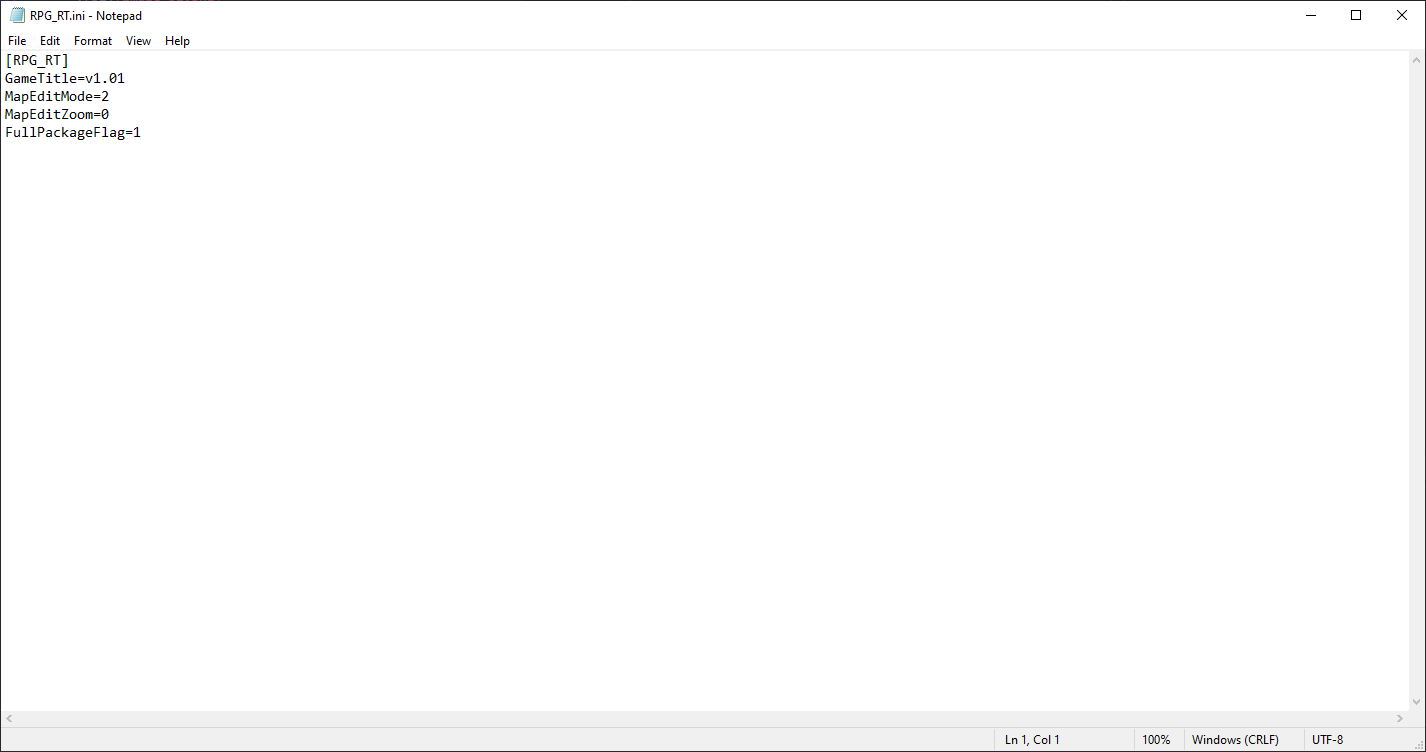 RPG_RT.ini - Notepad
File Edit Format View Help
[RPG_RT]
GameTitle=v1.01
MapEditMode=2
MapEditZoom=0
FullPackageFlag=1
Ln 1, Col 1 100% Windows (CRLF) UTF-8